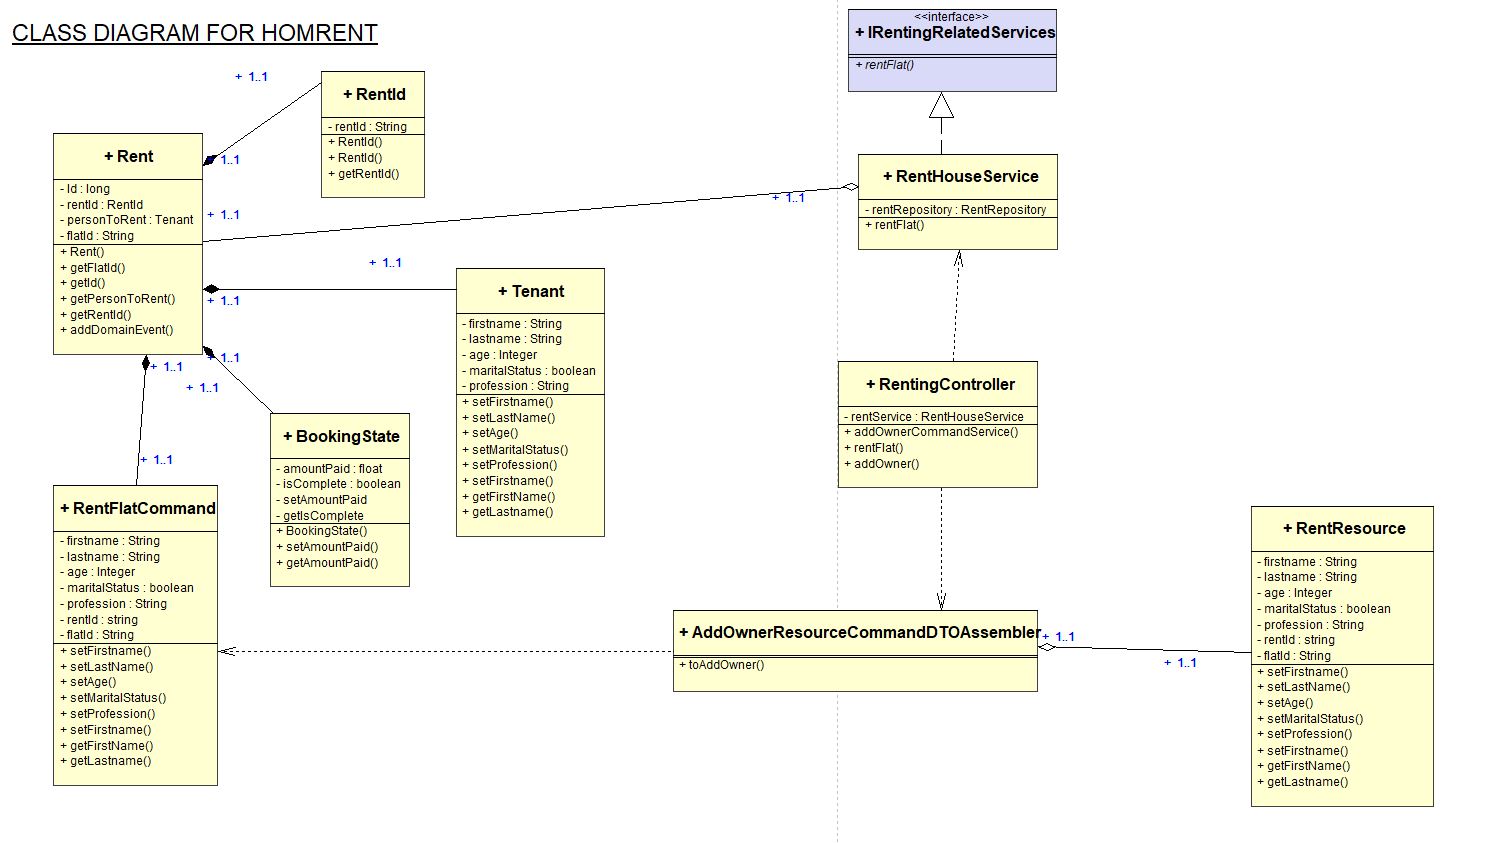 CLASS DIAGRAM FOR HOMRENT
<<interface>>
+ IRentingRelatedServices
+ rentFlat()
+ 1..1
+ RentId
- rentId : String
+ RentId()
+ RentId()
+ getRentId()
+ 1..1
+ Rent
- Id : long
- rentId : RentId
- personToRent : Tenant
- flatId : String
+ Rent()
+ getFlatId()
+ getId()
+ getPersonToRent()
+ getRentId()
+ addDomainEvent()
+ 1..1
+ 1..1
+ RentHouseService
- rentRepository : RentRepository
+ rentFlat()
+ 1..1
+ 1..1
+ Tenant
- firstname : String
- lastname : String
- age : Integer
- maritalStatus : boolean
- profession : String
+ setFirstname()
+ setLastName()
+ setAge()
+ setMaritalStatus()
+ setProfession()
+ setFirstname()
+ getFirstName()
+ getLastname()
+ 1..1
+ 1..1
+ 1..1
+ 1..1
+ BookingState
- amountPaid : float
- isComplete : boolean
- setAmountPaid
- getIsComplete
+ BookingState()
+ setAmountPaid()
+ getAmountPaid()
+ RentingController
- rentService : RentHouseService
+ addOwnerCommandService()
+ rentFlat()
+ addOwner()
+ RentFlatCommand
- firstname : String
- lastname : String
- age : Integer
- maritalStatus : boolean
- profession : String
- rentId : string
- flatId : String
+ setFirstname()
+ setLastName()
+ setAge()
+ setMaritalStatus()
+ setProfession()
+ setFirstname()
+ getFirstName()
+ getLastname()
+ AddOwnerResourceCommandDTOAssembler
+ toAddOwner()
+ 1..1
+ 1..1
+ RentResource
- firstname : String
- lastname : String
- age : Integer
- maritalStatus : boolean
- profession : String
- rentId : string
- flatId : String
+ setFirstname()
+ setLastName()
+ setAge()
+ setMaritalStatus()
+ setProfession()
+ setFirstname()
+ getFirstName()
+ getLastname()